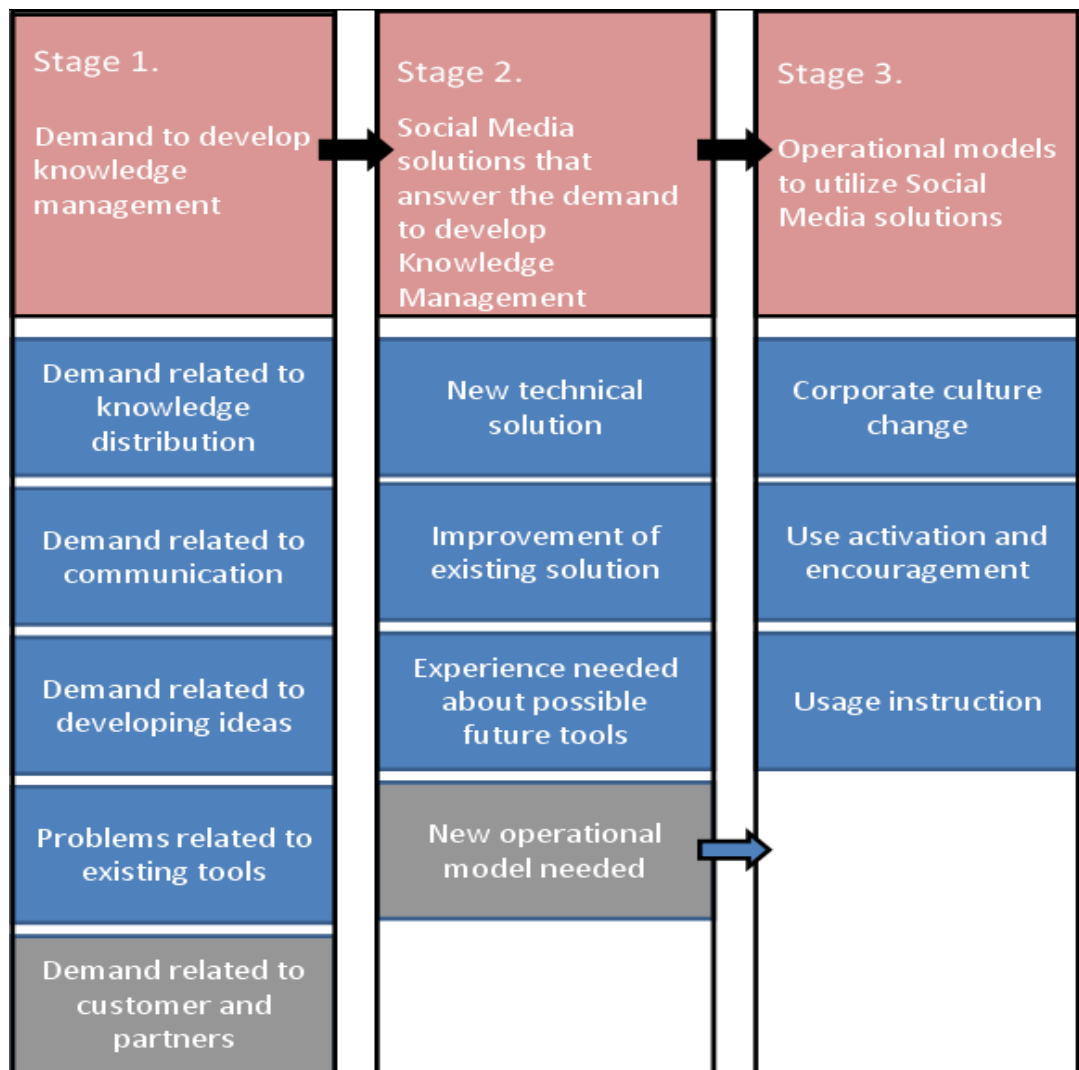 Stage 1.
Demand to develop
knowledge
management
Demand related to
knowledge
distribution
Demand related to
communication
Demand related to
developing ideas
Problems related to
existing tools
Demand related to
customer and
partners
Stage 2.
Social Media
solutions that
answer the demand
to develop
Knowledge
Management
New technical
solution
Improvement of
existing solution
Experience needed
about possible
future tools
New operational
model needed
Stage 3.
Operational models
to utilize Social
Media solutions
Corporate culture
change
Use activation and
encouragement
Usage instruction